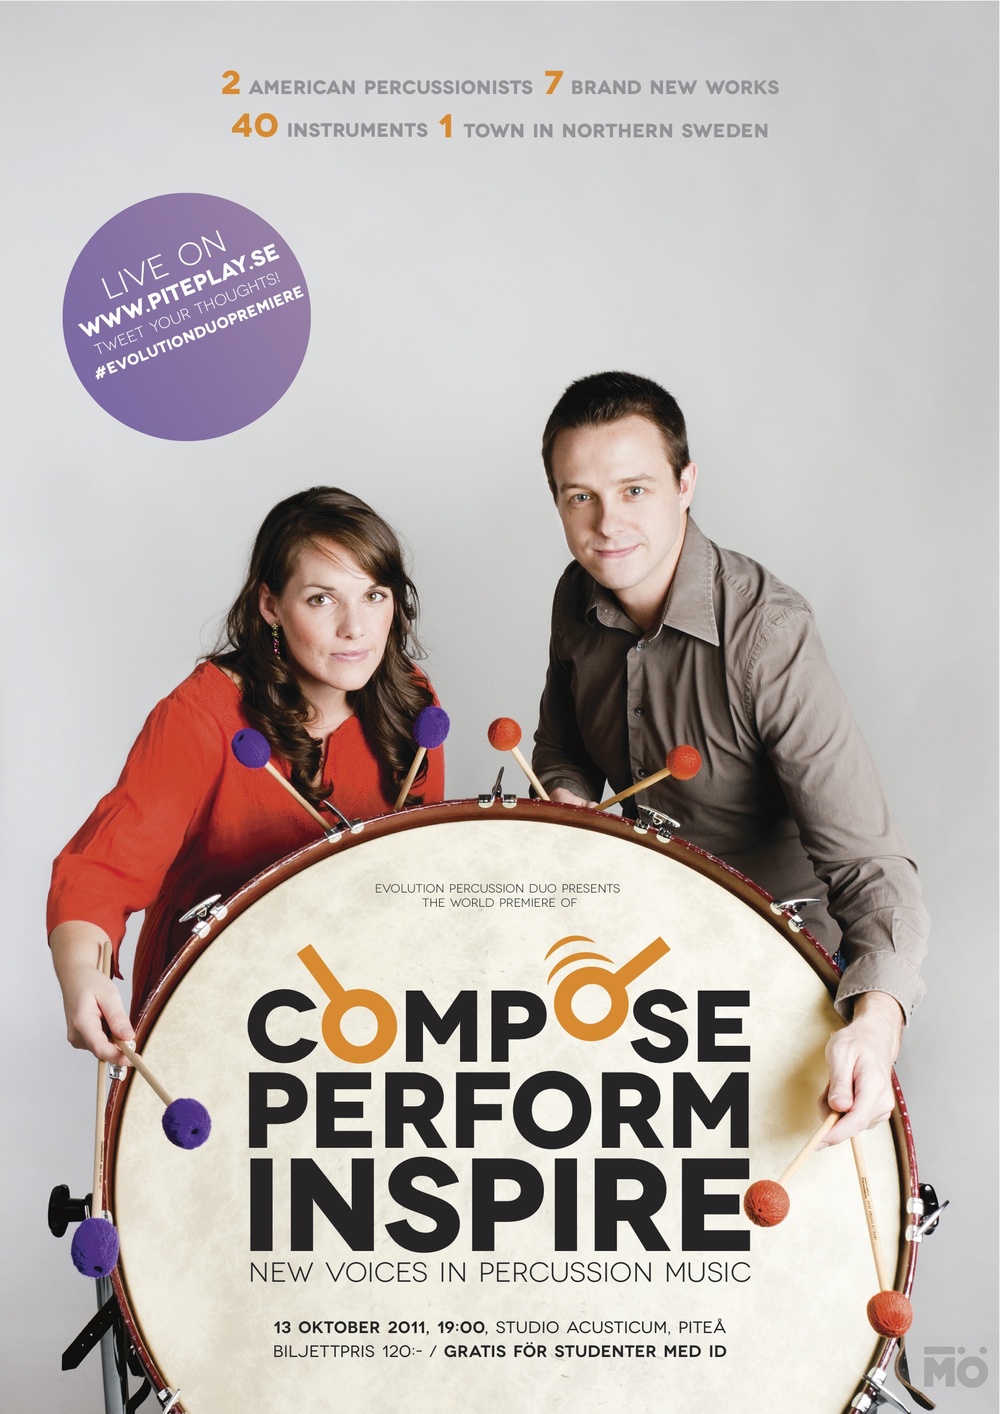 2 AMERICAN PERCUSSIONISTS 7 BRAND NEW WORKS
40 INSTRUMENTS 1 TOWN IN NORTHERN SWEDEN
LIVE ON
WWW.PITEPLAY.SE
TWEET YOUR THOUGHTS!
#EVOLUTIONDUOPREMIERE
EVOLUTION PERCUSSION DUO PRESENTS
THE WORLD PREMIERE OF
COMPOSE
PERFORM
INSPIRE
NEW VOICES IN PERCUSSION MUSIC
13 OKTOBER 2011, 19:00, STUDIO ACUSTICUM, PITEÅ
BILJETTPRIS 120:- / GRATIS FÖR STUDENTER MED ID
MÖ